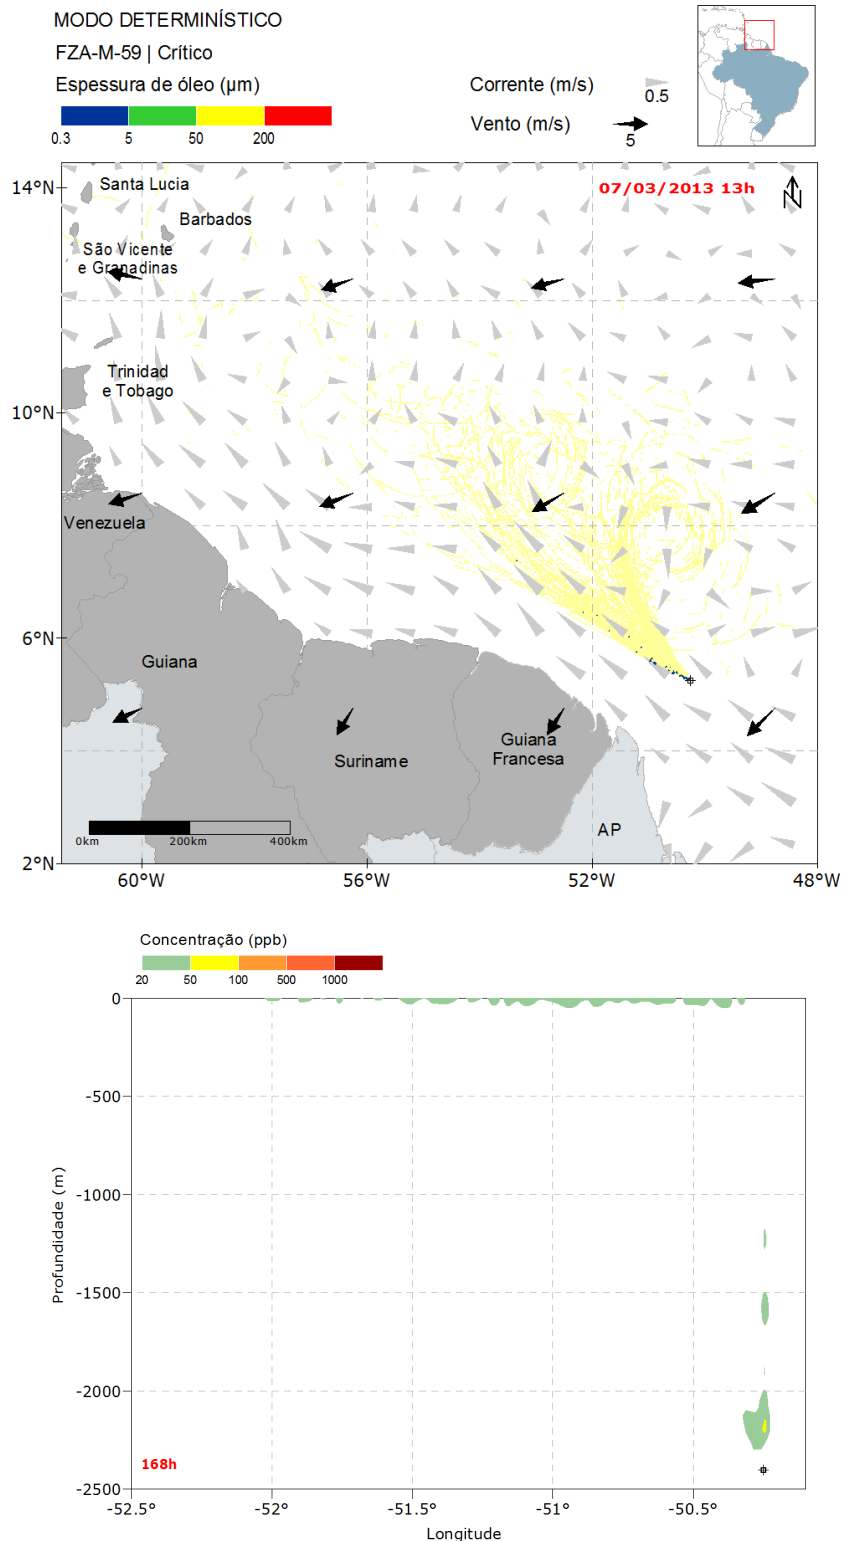 MODO DETERMINÍSTICO
FZA-M-59 | Crítico
Espessura de óleo (µm)
0.3 5 50 200
Corrente (m/s)
0.5
Vento (m/s)
5
07/03/2013 13h
N
14°N
10°N
6°N
2°N
Santa Lucia
Barbados
São Vicente
e Granadinas
Trinidad
e Tobago
Venezuela
Guiana
Suriname
Guiana
Francesa
AP
0km 200km 400km
60°W 56°W 52°W 48°W
Concentração (ppb)
20 50 100 500 1000
Profundidade (m)
0
-500
-1000
-1500
-2000
-2500
168h
-52.5° -52° -51.5° -51° -50.5°
Longitude